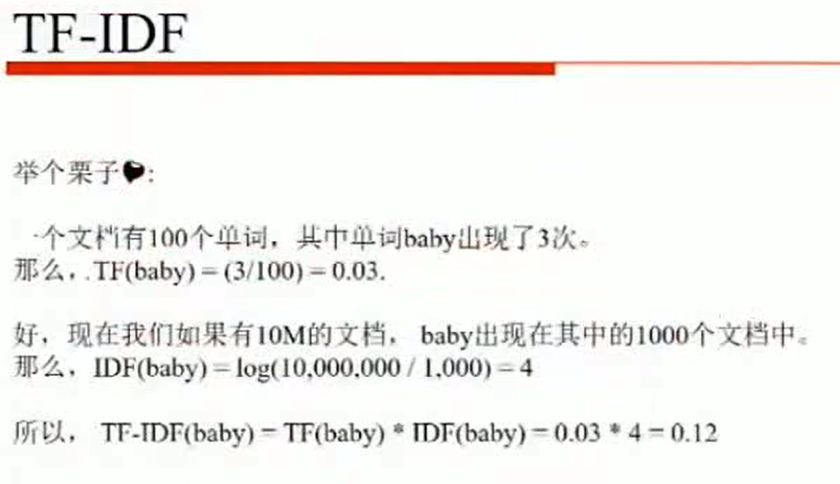 TF-IDF
举个栗子🌰:
一个文档有100个单词，其中单词baby出现了3次。
那么，.TF(baby) = (3/100) = 0.03.
好，现在我们如果有10M的文档， baby出现在其中的1000个文档中。
那么，IDF(baby) = log(10,000,000 / 1,000) = 4
所以， TF-IDF(baby) = TF(baby) * IDF(baby) = 0.03 * 4 = 0.12